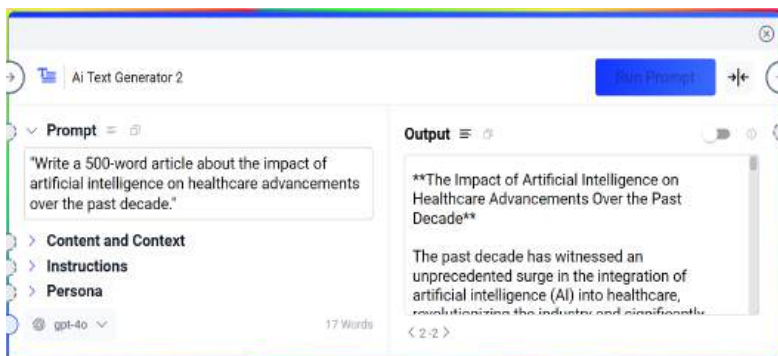 Ai Text Generator 2
Run Prompt
Prompt
"Write a 500-word article about the impact of
artificial intelligence on healthcare advancements
over the past decade."
Content and Context
Instructions
Persona
gpt-4o
17 Words
Output
**The Impact of Artificial Intelligence on
Healthcare Advancements Over the Past
Decade**
The past decade has witnessed an
unprecedented surge in the integration of
artificial intelligence (AI) into healthcare,
revolutionizing the industry and significantly
< 2-2 >